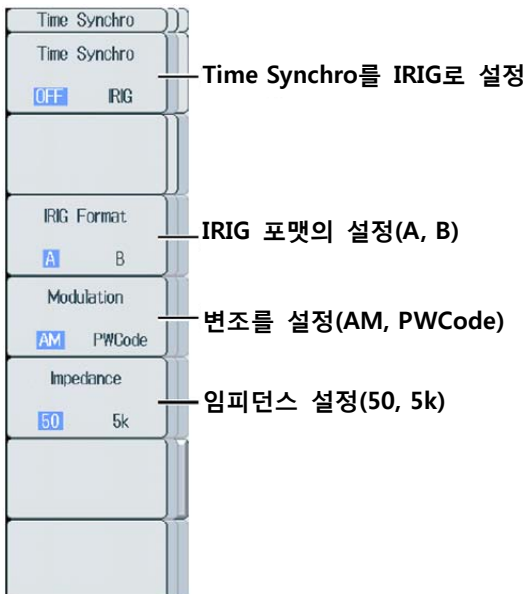 Time Synchro
Time Synchro
OFF IRIG
Time Synchro를 IRIG로 설정
IRIG Format
A B
IRIG 포맷의 설정(A, B)
Modulation
AM PWCode
변조를 설정(AM, PWCode)
Impedance
50 5k
임피던스 설정(50, 5k)